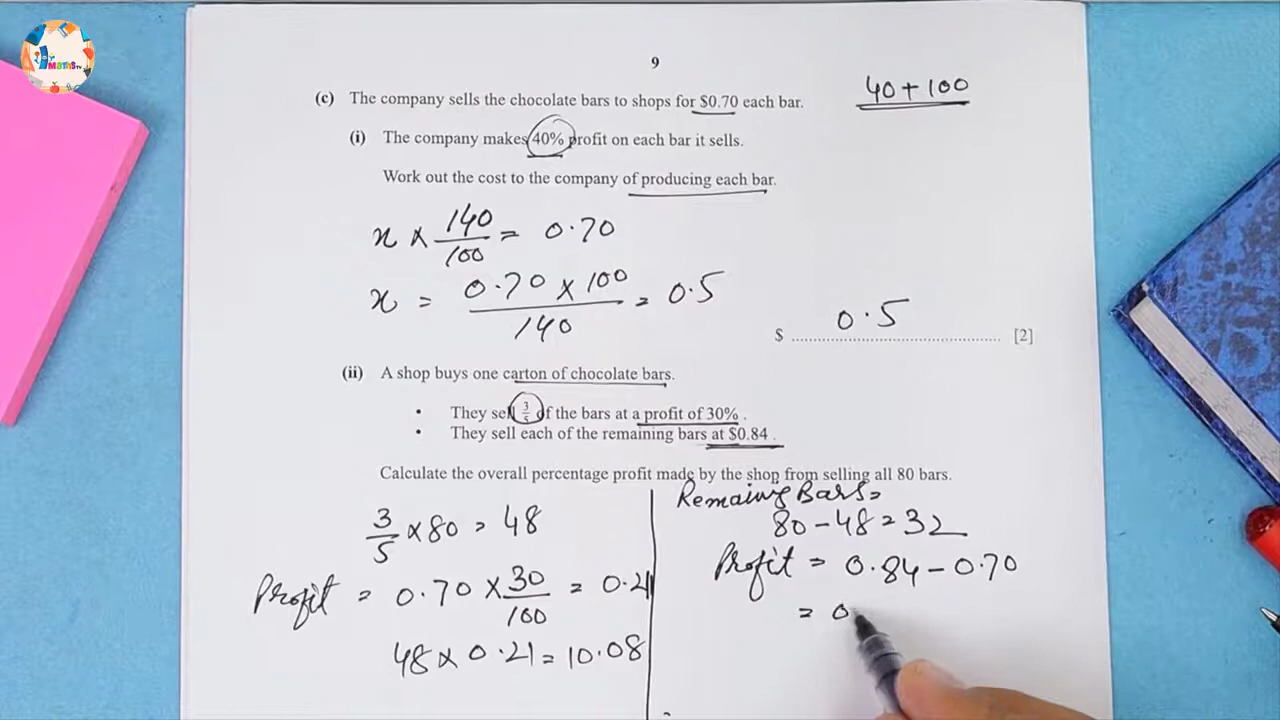 MATHS TV
9
40 + 100
(c) The company sells the chocolate bars to shops for $0.70 each bar.
(i) The company makes 40% profit on each bar it sells.
Work out the cost to the company of producing each bar.
x × 140/100 = 0.70
x = 0.70 × 100 / 140 = 0.5
0.5
$ .............................................. [2]
(ii) A shop buys one carton of chocolate bars.
• They sell 3/5 of the bars at a profit of 30% .
• They sell each of the remaining bars at $0.84 .
Calculate the overall percentage profit made by the shop from selling all 80 bars.
3/5 × 80 = 48
Profit = 0.70 × 30/100 = 0.21
48 × 0.21 = 10.08
Remaing Bars =
80 - 48 = 32
Profit = 0.84 - 0.70
= 0